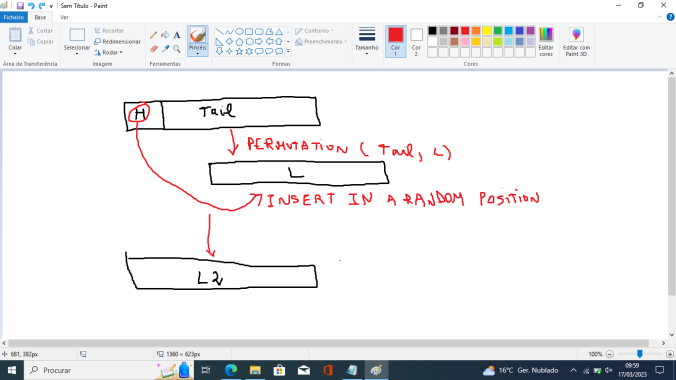 Sem Título - Paint
Ficheiro Base Ver
Colar
Cortar
Copiar
Área de Transferência
Selecionar
Recortar
Redimensionar
Rodar
Imagem
Ferramentas
Pincéis
Contorno
Preenchimento
Formas
Tamanho
Cor 1
Cor 2
Cores
Editar cores
Editar com Paint 3D
H Tail
PERMUTATION ( Tail, L )
L
INSERT IN A RANDOM POSITION
L2
681, 382px
1360 × 623px
100%
Procurar
16°C Ger. Nublado
09:59
17/03/2023